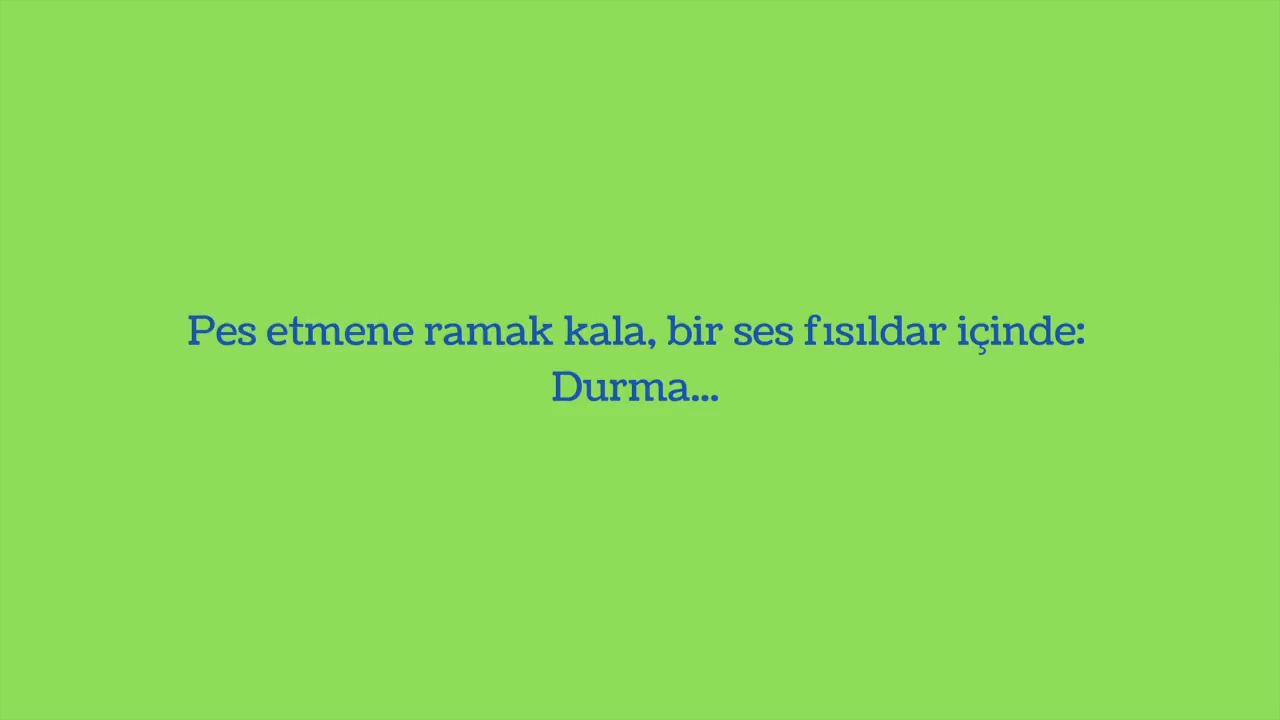 Pes etmene ramak kala, bir ses fısıldar içinde:
Durma...